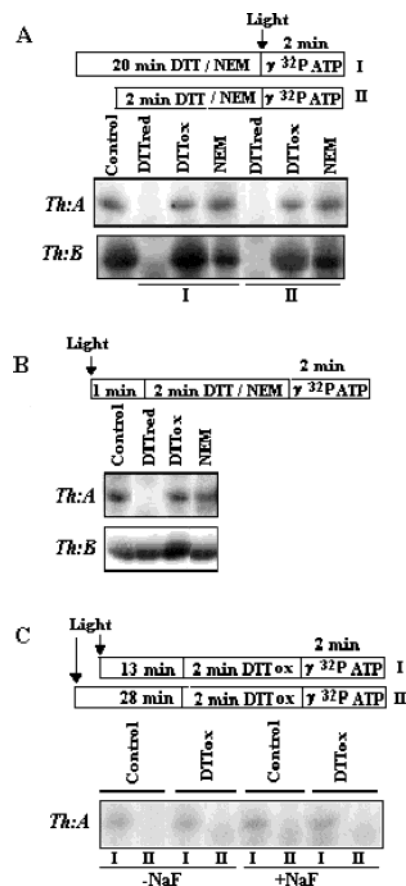 A
Light
2 min
20 min DTT / NEM γ 32P ATP I
2 min DTT / NEM γ 32P ATP II
Control DTTred DTTox NEM DTTred DTTox NEM
Th:A
Th:B
I II
B
Light
2 min
1 min 2 min DTT / NEM γ 32P ATP
Control DTTred DTTox NEM
Th:A
Th:B
C
Light
2 min
13 min 2 min DTTox γ 32P ATP I
28 min 2 min DTTox γ 32P ATP II
Control DTTox Control DTTox
Th:A
I II I II I II I II
-NaF +NaF